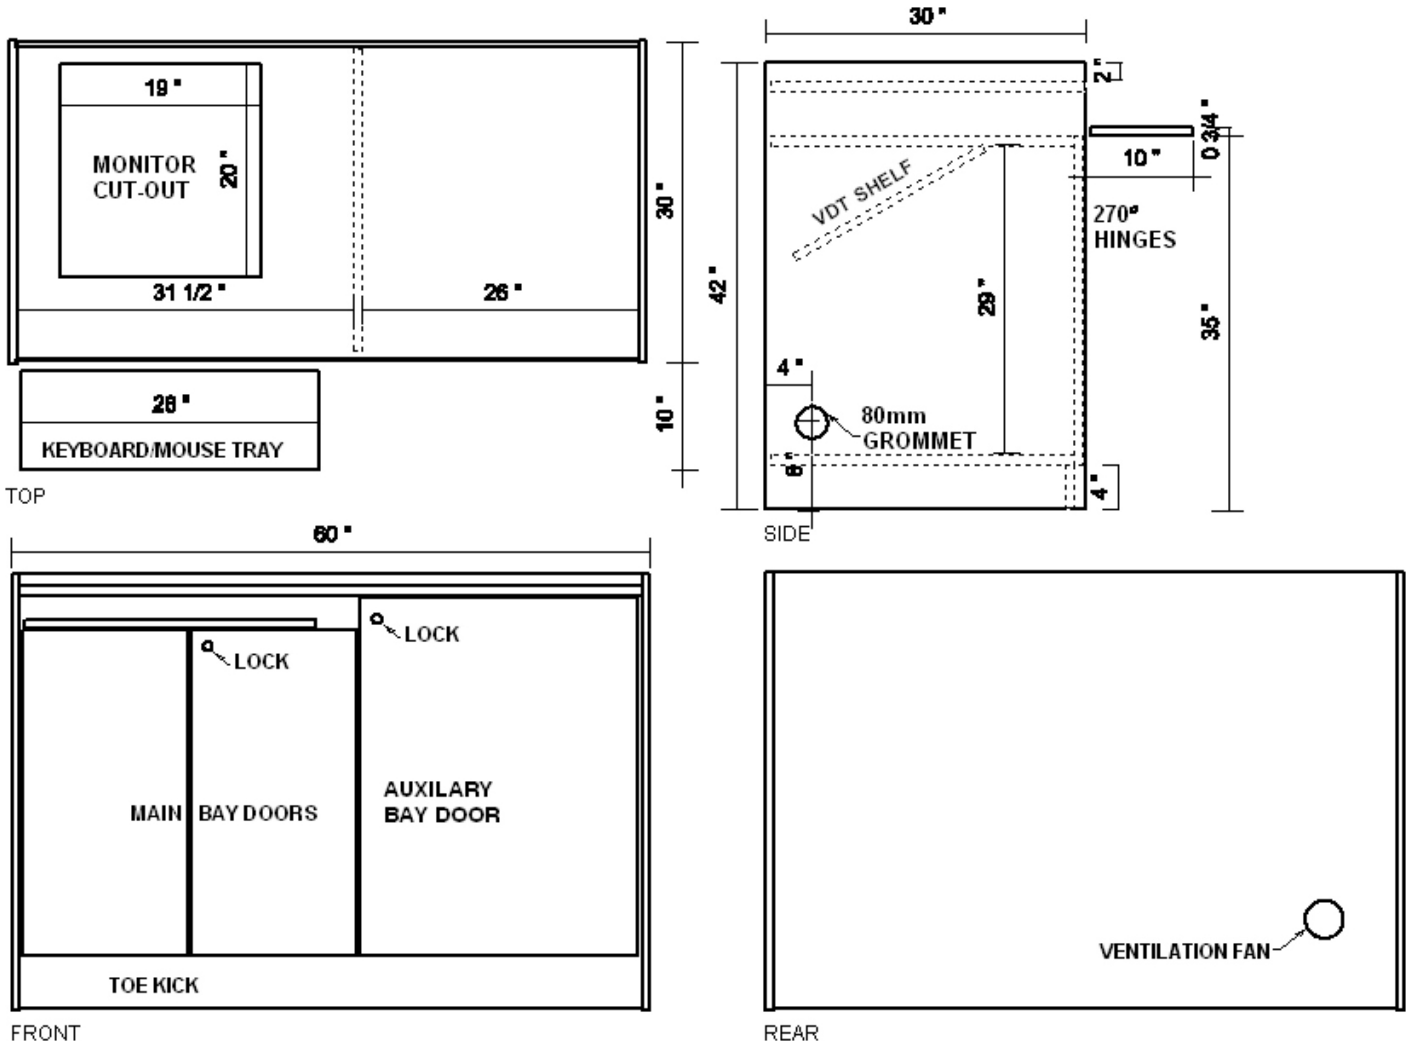 19 "
MONITOR
CUT-OUT
20 "
31 1/2 "
26 "
30 "
28 "
KEYBOARD/MOUSE TRAY
10 "
TOP
30 "
2 "
0 3/4 "
10 "
VDT SHELF
270°
HINGES
42 "
29 "
35 "
4 "
80mm
GROMMET
6 "
4 "
SIDE
60 "
LOCK
LOCK
MAIN BAY DOORS
AUXILARY
BAY DOOR
TOE KICK
FRONT
VENTILATION FAN
REAR